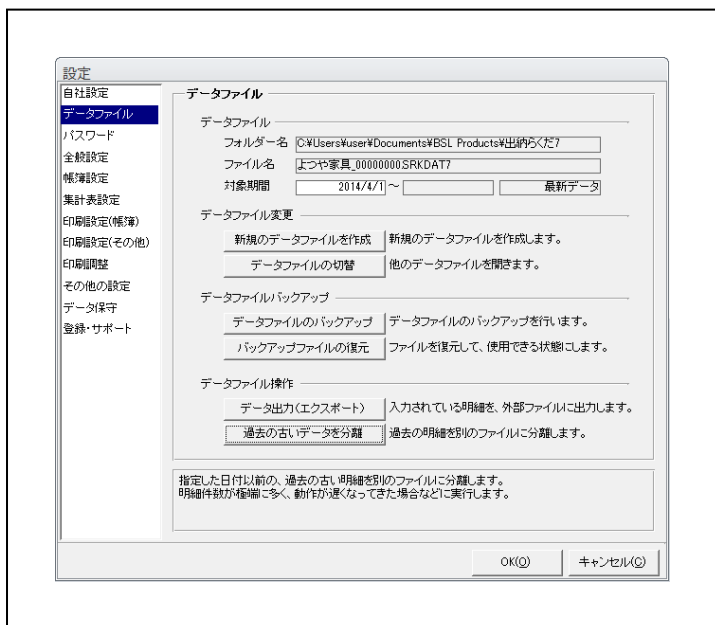 設定
自社設定
データファイル
パスワード
全般設定
帳簿設定
集計表設定
印刷設定(帳簿)
印刷設定(その他)
印刷調整
その他の設定
データ保守
登録・サポート
データファイル
データファイル
フォルダー名 C:¥Users¥user¥Documents¥BSL Products¥出納らくだ7
ファイル名 よつや家具_00000000.SRKDAT7
対象期間 2014/4/1 ～ 最新データ
データファイル変更
新規のデータファイルを作成 新規のデータファイルを作成します。
データファイルの切替 他のデータファイルを開きます。
データファイルバックアップ
データファイルのバックアップ データファイルのバックアップを行います。
バックアップファイルの復元 ファイルを復元して、使用できる状態にします。
データファイル操作
データ出力(エクスポート) 入力されている明細を、外部ファイルに出力します。
過去の古いデータを分離 過去の明細を別のファイルに分離します。
指定した日付以前の、過去の古い明細を別のファイルに分離します。
明細件数が極端に多く、動作が遅くなってきた場合などに実行します。
OK(O) キャンセル(C)